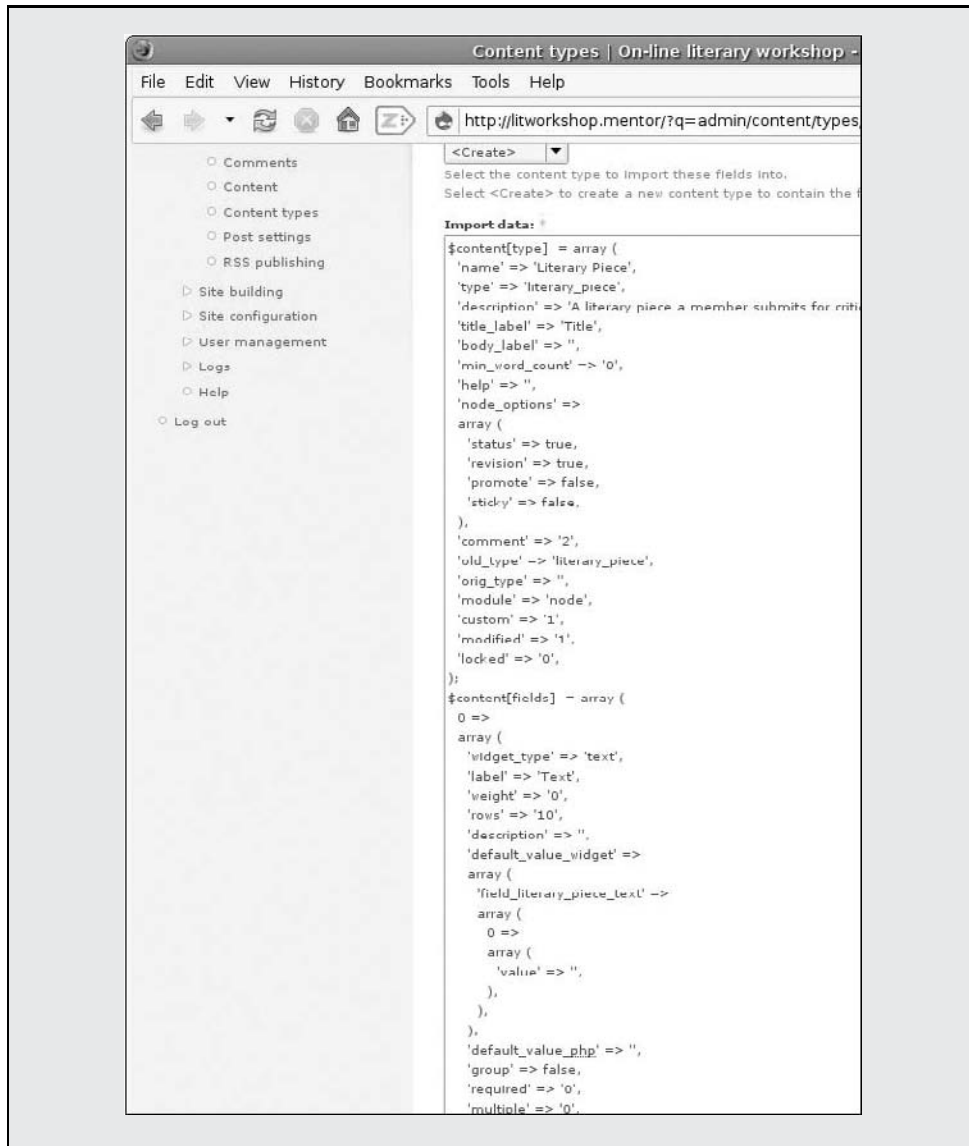 Content types | On-line literary workshop -
File Edit View History Bookmarks Tools Help
http://litworkshop.mentor/?q=admin/content/types/
Comments
Content
Content types
Post settings
RSS publishing
Site building
Site configuration
User management
Logs
Help
Log out
<Create>
Select the content type to import these fields into.
Select <Create> to create a new content type to contain the f
Import data: *
$content[type] = array (
'name' => 'Literary Piece',
'type' => 'literary_piece',
'description' => 'A literary piece a member submits for critic
'title_label' => 'Title',
'body_label' => '',
'min_word_count' => '0',
'help' => '',
'node_options' =>
array (
'status' => true,
'revision' => true,
'promote' => false,
'sticky' => false,
),
'comment' => '2',
'old_type' => 'literary_piece',
'orig_type' => '',
'module' => 'node',
'custom' => '1',
'modified' => '1',
'locked' => '0',
);
$content[fields] = array (
0 =>
array (
'widget_type' => 'text',
'label' => 'Text',
'weight' => '0',
'rows' => '10',
'description' => '',
'default_value_widget' =>
array (
'field_literary_piece_text' =>
array (
0 =>
array (
'value' => '',
),
),
),
'default_value_php' => '',
'group' => false,
'required' => '0',
'multiple' => '0',